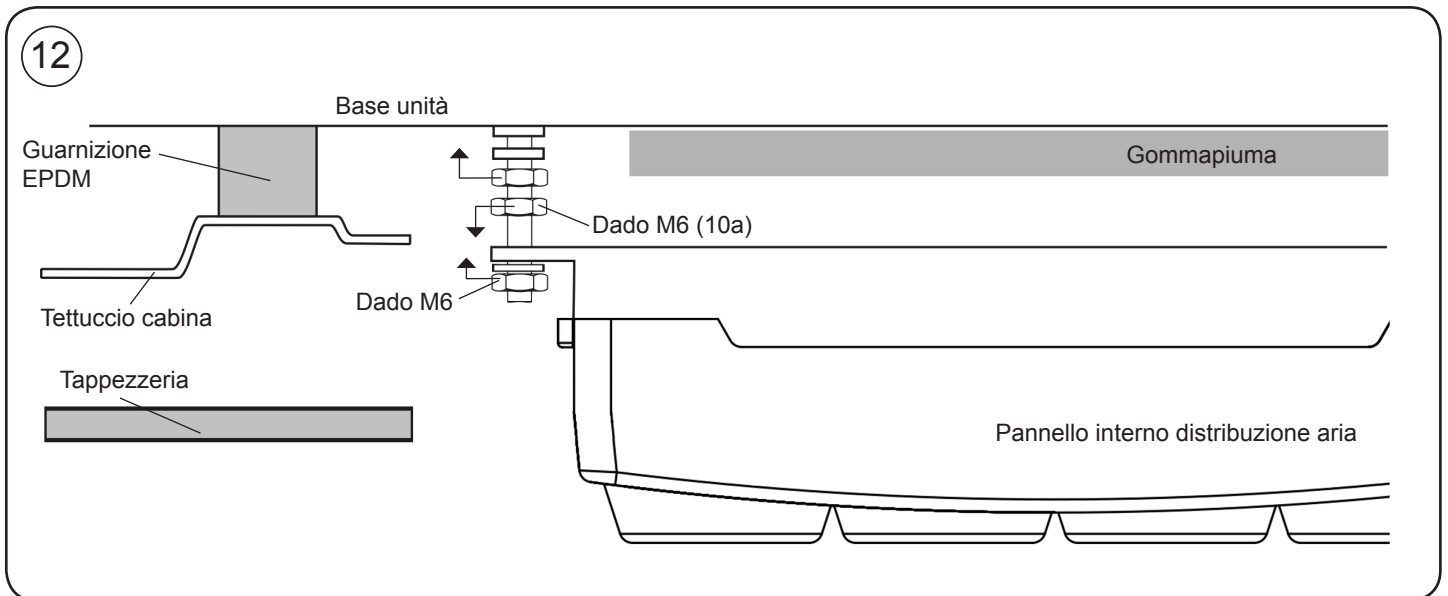 12
Base unità
Guarnizione
EPDM
Gommapiuma
Dado M6 (10a)
Dado M6
Tettuccio cabina
Tappezzeria
Pannello interno distribuzione aria